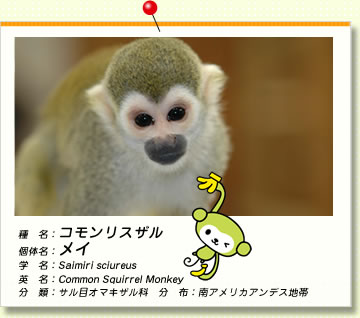 種　名：コモンリスザル
個体名：メイ
学　名：Saimiri sciureus
英　名：Common Squirrel Monkey
分　類：サル目オマキザル科　分　布：南アメリカアンデス地帯